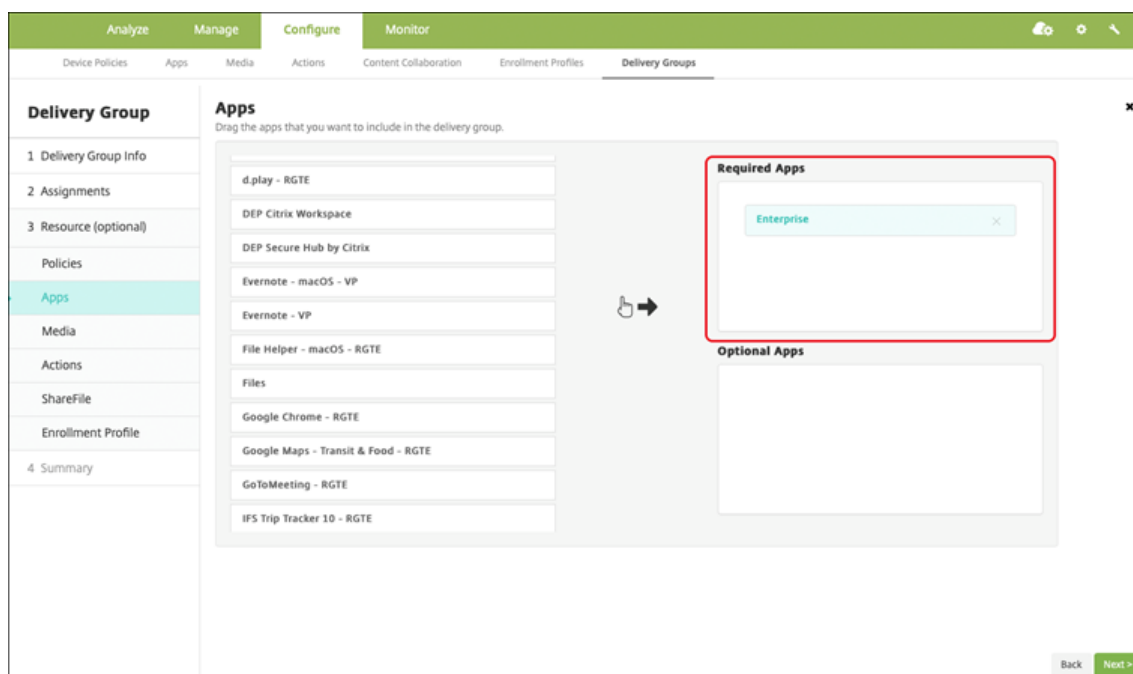 Analyze Manage Configure Monitor
Device Policies Apps Media Actions Content Collaboration Enrollment Profiles Delivery Groups
Delivery Group
1 Delivery Group Info
2 Assignments
3 Resource (optional)
Policies
Apps
Media
Actions
ShareFile
Enrollment Profile
4 Summary
Apps
Drag the apps that you want to include in the delivery group.
d.play - RGTE
DEP Citrix Workspace
DEP Secure Hub by Citrix
Evernote - macOS - VP
Evernote - VP
File Helper - macOS - RGTE
Files
Google Chrome - RGTE
Google Maps - Transit & Food - RGTE
GoToMeeting - RGTE
IFS Trip Tracker 10 - RGTE
Required Apps
Enterprise
Optional Apps
Back Next >